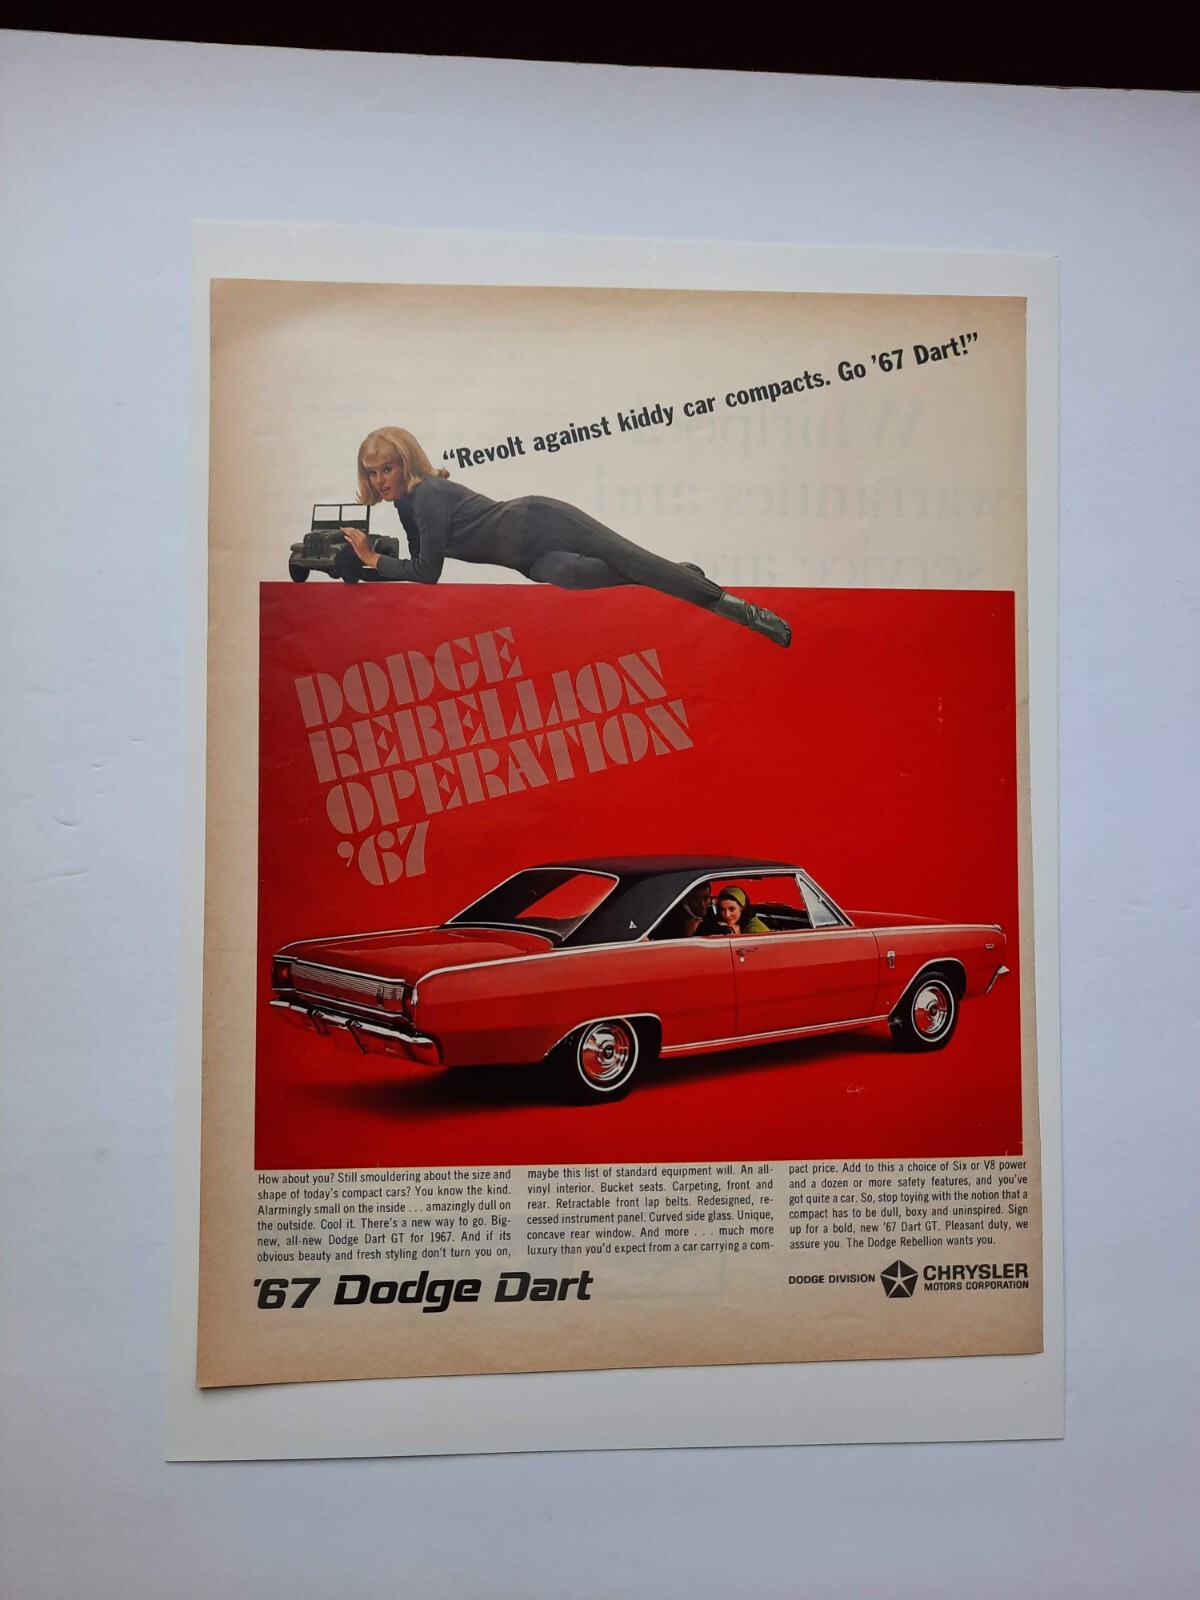 “Revolt against kiddy car compacts. Go ’67 Dart!”
DODGE
REBELLION
OPERATION
’67
How about you? Still smouldering about the size and
shape of today’s compact cars? You know the kind.
Alarmingly small on the inside . . . amazingly dull on
the outside. Cool it. There’s a new way to go. Big-
new, all-new Dodge Dart GT for 1967. And if its
obvious beauty and fresh styling don’t turn you on,
maybe this list of standard equipment will. An all-
vinyl interior. Bucket seats. Carpeting, front and
rear. Retractable front lap belts. Redesigned, re-
cessed instrument panel. Curved side glass. Unique,
concave rear window. And more . . . much more
luxury than you’d expect from a car carrying a com-
pact price. Add to this a choice of Six or V8 power
and a dozen or more safety features, and you’ve
got quite a car. So, stop toying with the notion that a
compact has to be dull, boxy and uninspired. Sign
up for a bold, new ’67 Dart GT. Pleasant duty, we
assure you. The Dodge Rebellion wants you.
’67 Dodge Dart
DODGE DIVISION
CHRYSLER
MOTORS CORPORATION
Whirlpool
warranties and
service are